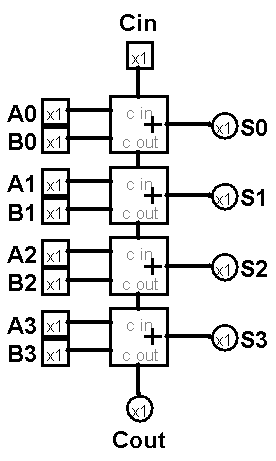 Cin
x1
A0 x1 c in + x1 S0
B0 x1 c out
A1 x1 c in + x1 S1
B1 x1 c out
A2 x1 c in + x1 S2
B2 x1 c out
A3 x1 c in + x1 S3
B3 x1 c out
x1
Cout